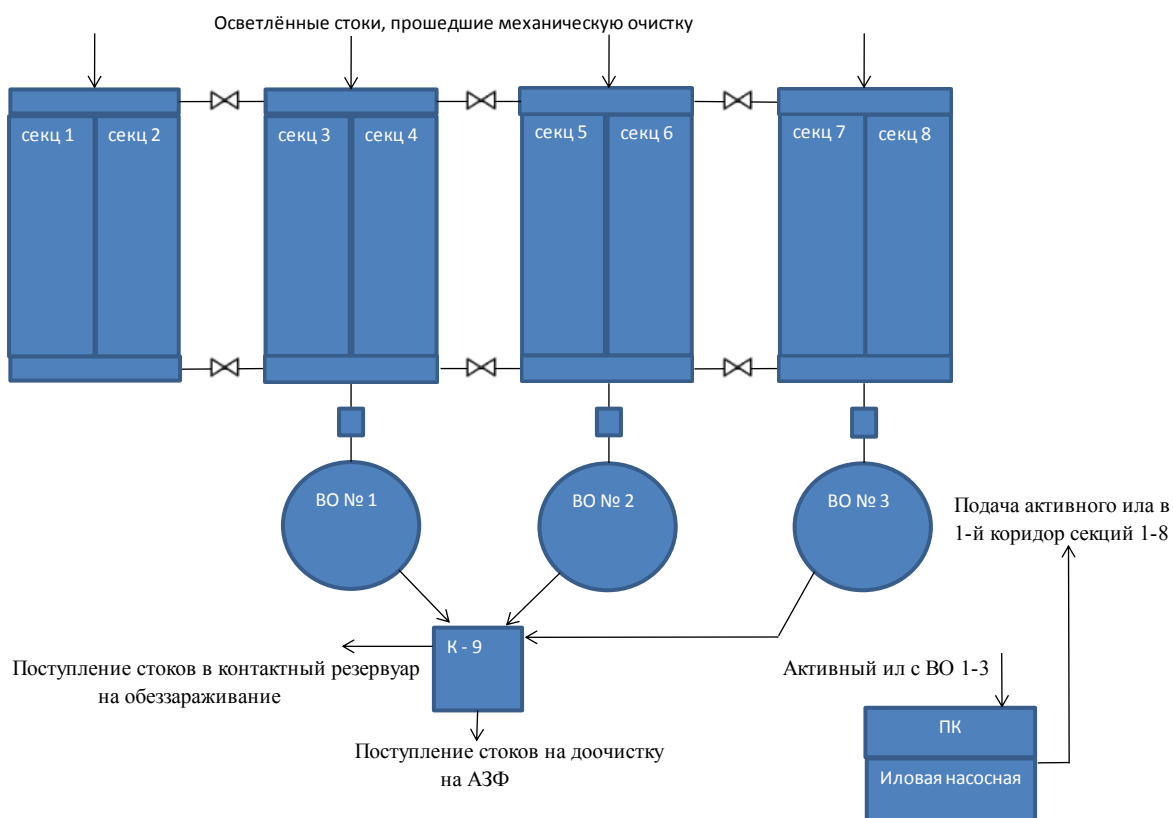 Осветлённые стоки, прошедшие механическую очистку
секц 1
секц 2
секц 3
секц 4
секц 5
секц 6
секц 7
секц 8
ВО № 1
ВО № 2
ВО № 3
Подача активного ила в
1-й коридор секций 1-8
К - 9
Поступление стоков в контактный резервуар
на обеззараживание
Активный ил с ВО 1-3
Поступление стоков на доочистку
на АЗФ
ПК
Иловая насосная